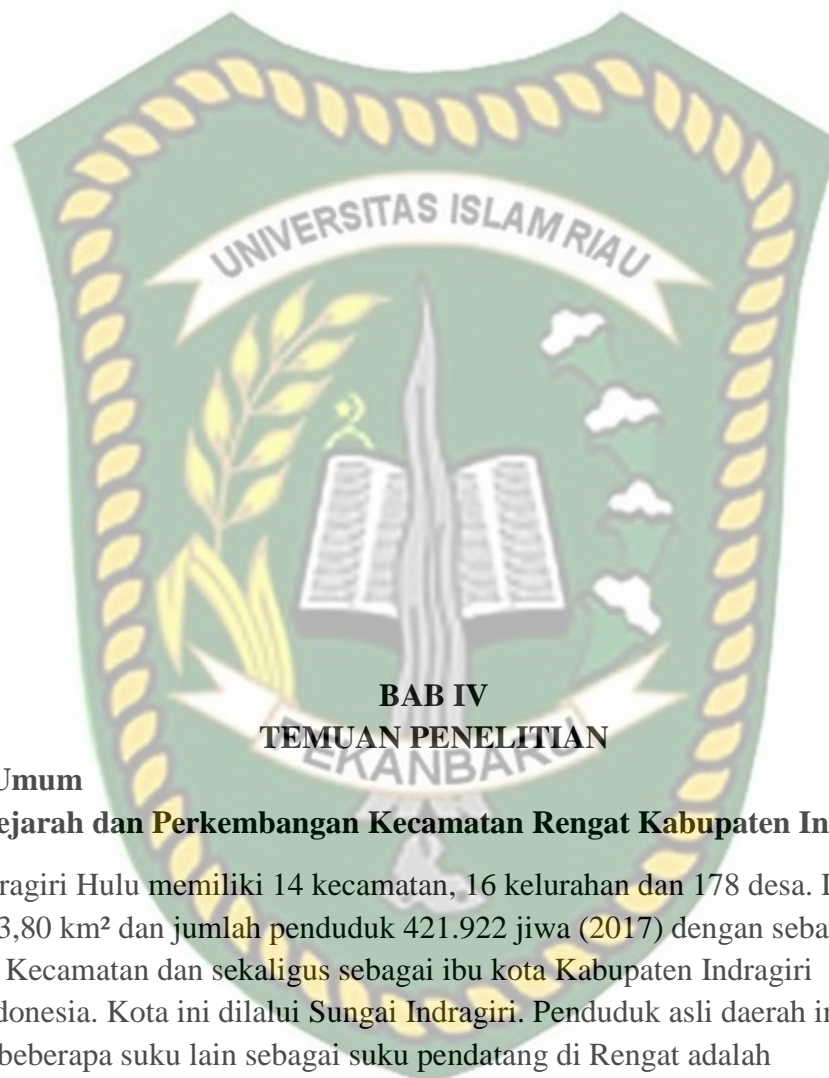 UNIVERSITAS ISLAM RIAU
BAB IV
TEMUAN PENELITIAN
PEKANBARU
Umum
ejarah dan Perkembangan Kecamatan Rengat Kabupaten In
ragiri Hulu memiliki 14 kecamatan, 16 kelurahan dan 178 desa. L
3,80 km² dan jumlah penduduk 421.922 jiwa (2017) dengan seba
Kecamatan dan sekaligus sebagai ibu kota Kabupaten Indragiri
donesia. Kota ini dilalui Sungai Indragiri. Penduduk asli daerah in
beberapa suku lain sebagai suku pendatang di Rengat adalah